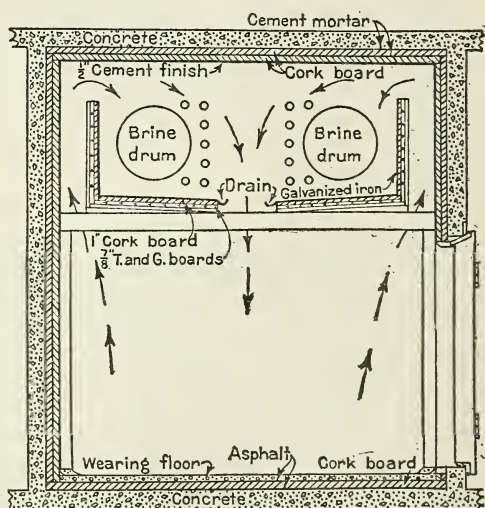 Cement mortar
Concrete
1/2" Cement finish
Cork board
Brine drum
Brine drum
Drain
Galvanized iron
1" Cork board
7/8" T. and G. boards
Wearing floor
Asphalt
Cork board
Concrete